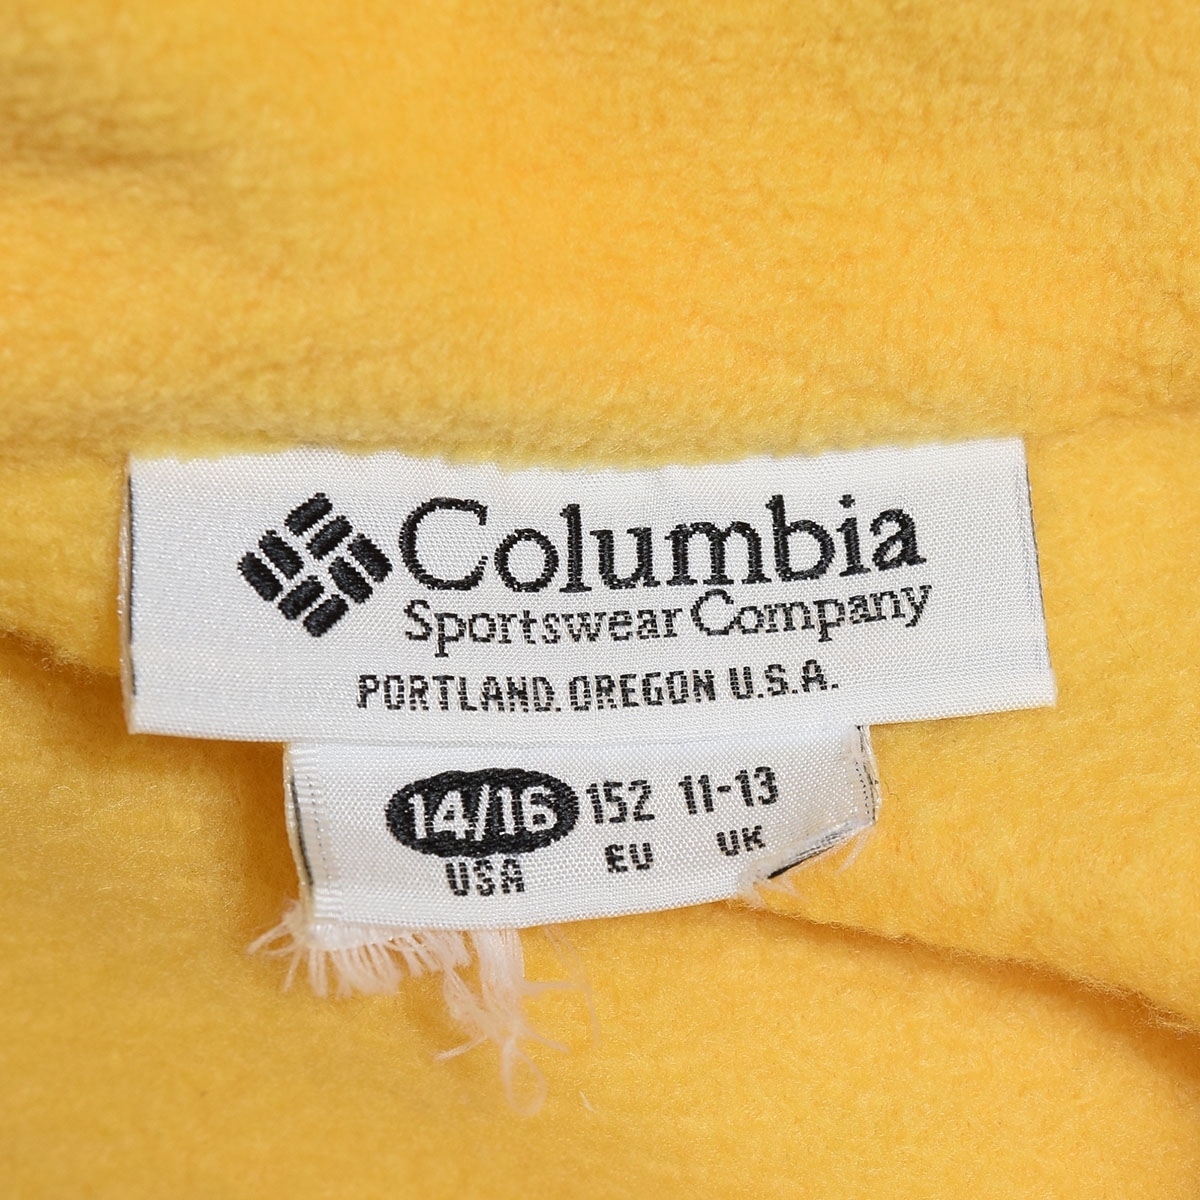 Columbia
Sportswear Company
PORTLAND. OREGON U.S.A.
14/16 152 11-13
USA EU UK